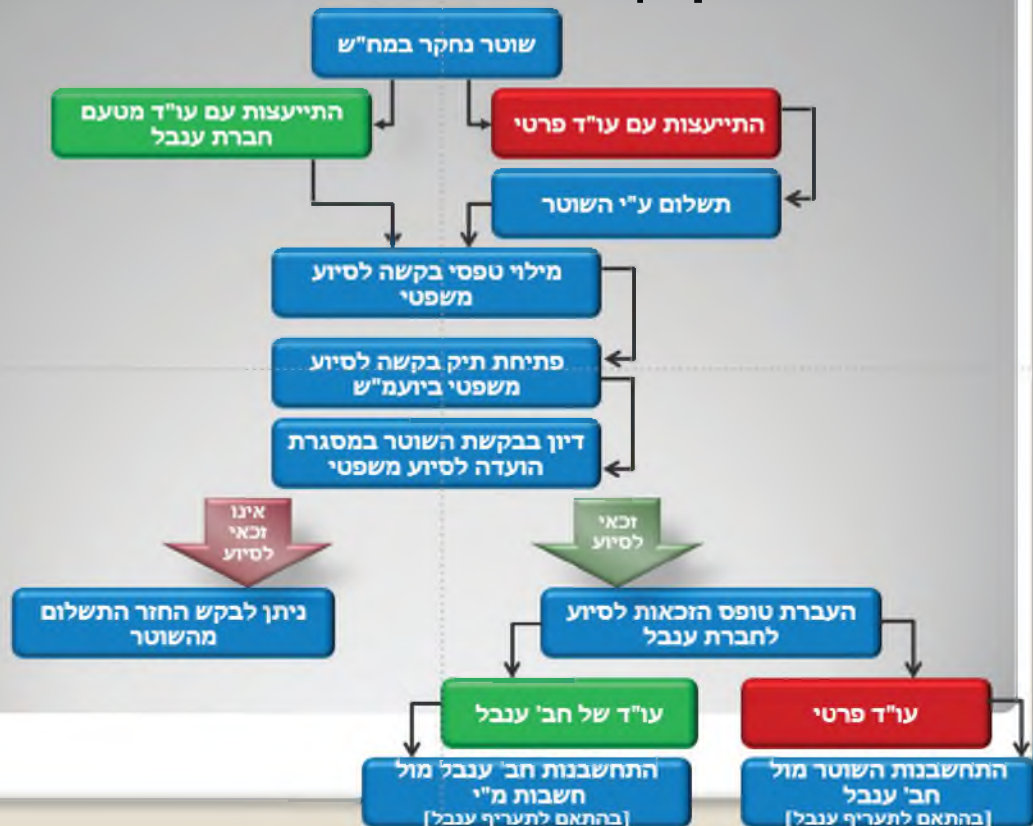 שוטר נחקר במח"ש
התייעצות עם עו"ד פרטי
התייעצות עם עו"ד מטעם
חברת ענבל
תשלום ע"י השוטר
מילוי טפסי בקשה לסיוע
משפטי
פתיחת תיק בקשה לסיוע
משפטי ביועמ"ש
דיון בבקשת השוטר במסגרת
הועדה לסיוע משפטי
זכאי
לסיוע
אינו
זכאי
לסיוע
העברת טופס הזכאות לסיוע
לחברת ענבל
ניתן לבקש החזר התשלום
מהשוטר
עו"ד פרטי
עו"ד של חב' ענבל
התחשבנות השוטר מול
חב' ענבל
[בהתאם לתעריף ענבל]
התחשבנות חב' ענבל מול
חשבות מ"י
[בהתאם לתעריף ענבל]